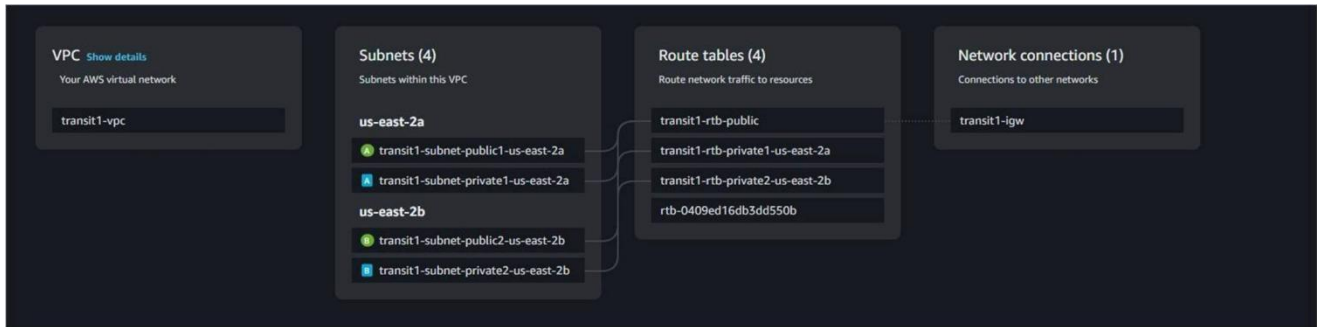 VPC Show details
Your AWS virtual network
transit1-vpc
Subnets (4)
Subnets within this VPC
us-east-2a
A transit1-subnet-public1-us-east-2a
A transit1-subnet-private1-us-east-2a
us-east-2b
B transit1-subnet-public2-us-east-2b
B transit1-subnet-private2-us-east-2b
Route tables (4)
Route network traffic to resources
transit1-rtb-public
transit1-rtb-private1-us-east-2a
transit1-rtb-private2-us-east-2b
rtb-0409ed16db3dd550b
Network connections (1)
Connections to other networks
transit1-igw